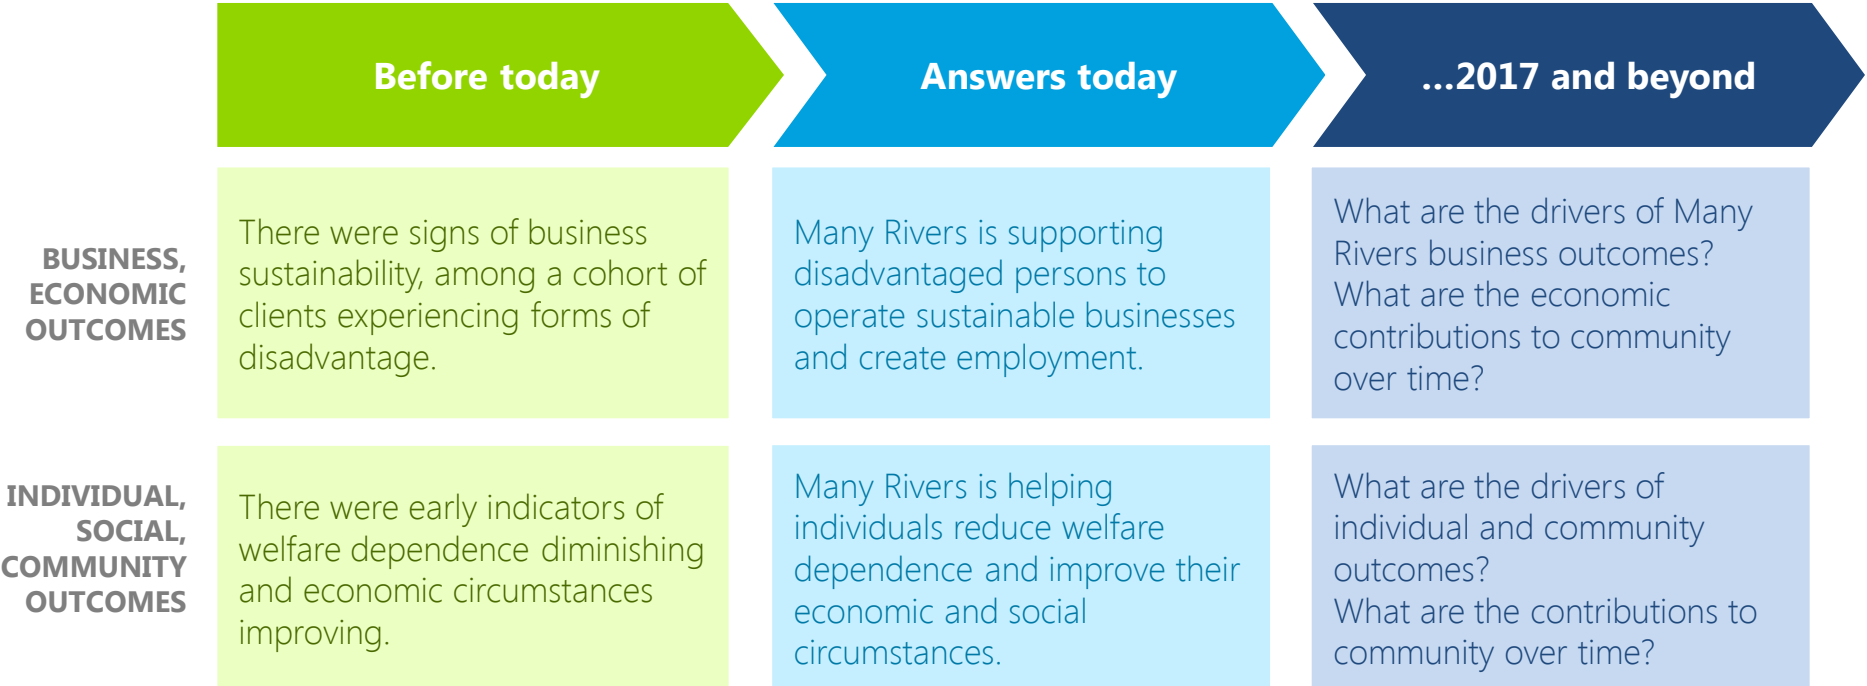 Before today
Answers today
...2017 and beyond
BUSINESS,
ECONOMIC
OUTCOMES
There were signs of business
sustainability, among a cohort of
clients experiencing forms of
disadvantage.
Many Rivers is supporting
disadvantaged persons to
operate sustainable businesses
and create employment.
What are the drivers of Many
Rivers business outcomes?
What are the economic
contributions to community
over time?
INDIVIDUAL,
SOCIAL,
COMMUNITY
OUTCOMES
There were early indicators of
welfare dependence diminishing
and economic circumstances
improving.
Many Rivers is helping
individuals reduce welfare
dependence and improve their
economic and social
circumstances.
What are the drivers of
individual and community
outcomes?
What are the contributions to
community over time?